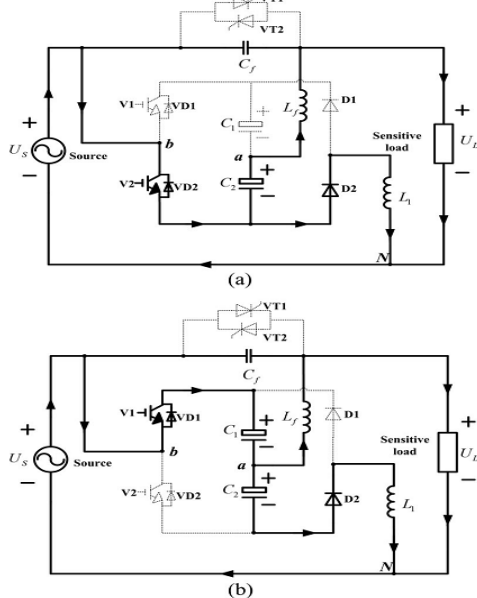 VT1
VT2
C_f
V1
VD1
C_1
L_f
D1
+
U_S
−
Source
b
a
Sensitive
load
+
U_L
−
V2
VD2
C_2
+
−
D2
L_1
N
(a)
VT1
VT2
C_f
V1
VD1
C_1
+
−
L_f
D1
+
U_S
−
Source
b
a
Sensitive
load
+
U_L
−
V2
VD2
C_2
+
−
D2
L_1
N
(b)